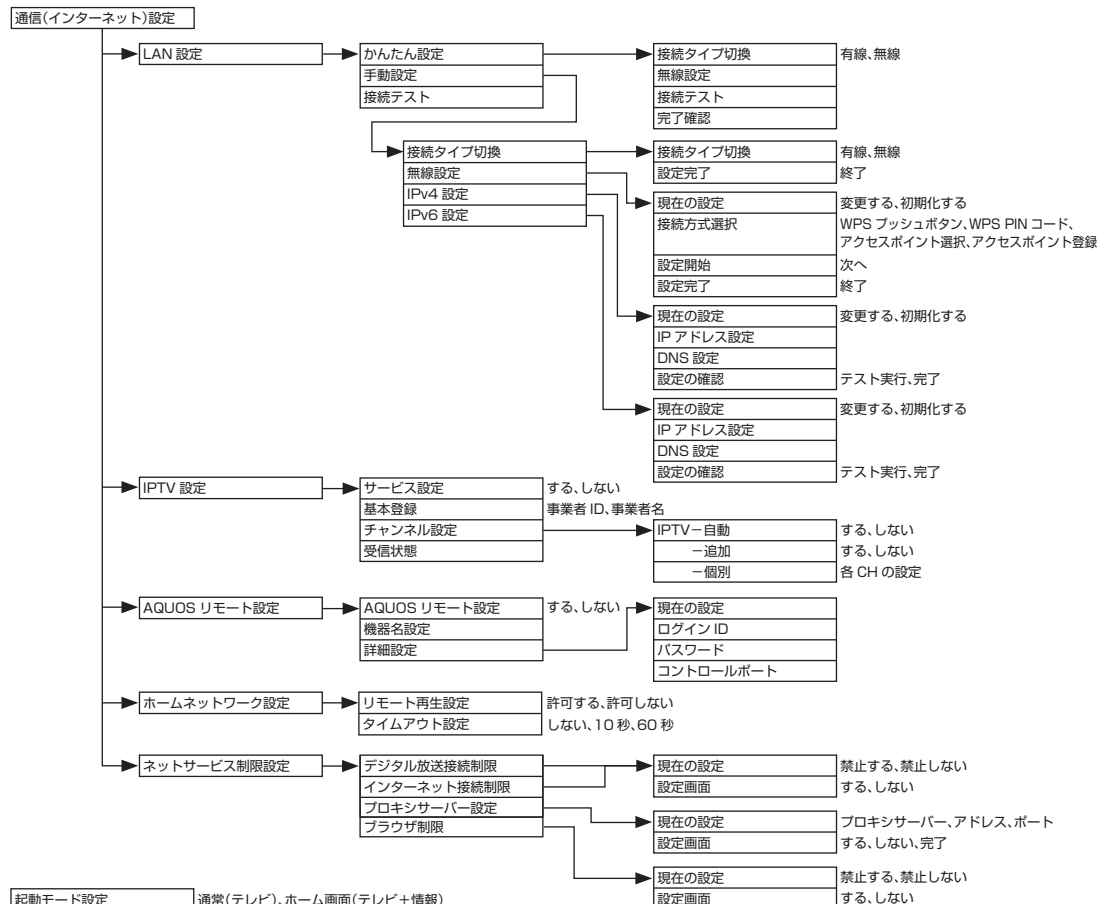 通信(インターネット)設定
LAN 設定
かんたん設定
手動設定
接続テスト
接続タイプ切換 有線、無線
無線設定
接続テスト
完了確認
接続タイプ切換
無線設定
IPv4 設定
IPv6 設定
接続タイプ切換 有線、無線
設定完了 終了
現在の設定 変更する、初期化する
接続方式選択 WPS プッシュボタン、WPS PIN コード、
アクセスポイント選択、アクセスポイント登録
設定開始 次へ
設定完了 終了
現在の設定 変更する、初期化する
IP アドレス設定
DNS 設定
設定の確認 テスト実行、完了
現在の設定 変更する、初期化する
IP アドレス設定
DNS 設定
設定の確認 テスト実行、完了
IPTV 設定
サービス設定 する、しない
基本登録 事業者 ID、事業者名
チャンネル設定
受信状態
IPTV－自動 する、しない
－追加 する、しない
－個別 各 CH の設定
AQUOS リモート設定
AQUOS リモート設定 する、しない
機器名設定
詳細設定
現在の設定
ログイン ID
パスワード
コントロールポート
ホームネットワーク設定
リモート再生設定 許可する、許可しない
タイムアウト設定 しない、10 秒、60 秒
ネットサービス制限設定
デジタル放送接続制限
インターネット接続制限
プロキシサーバー設定
ブラウザ制限
現在の設定 禁止する、禁止しない
設定画面 する、しない
現在の設定 プロキシサーバー、アドレス、ポート
設定画面 する、しない、完了
現在の設定 禁止する、禁止しない
設定画面 する、しない
起動モード設定 通常(テレビ)、ホーム画面(テレビ＋情報)